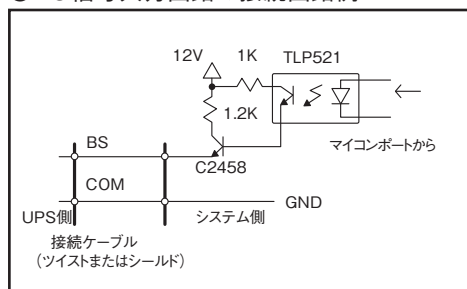 12V
1K
TLP521
1.2K
BS
C2458
マイコンポートから
COM
GND
UPS側
システム側
接続ケーブル
(ツイストまたはシールド)